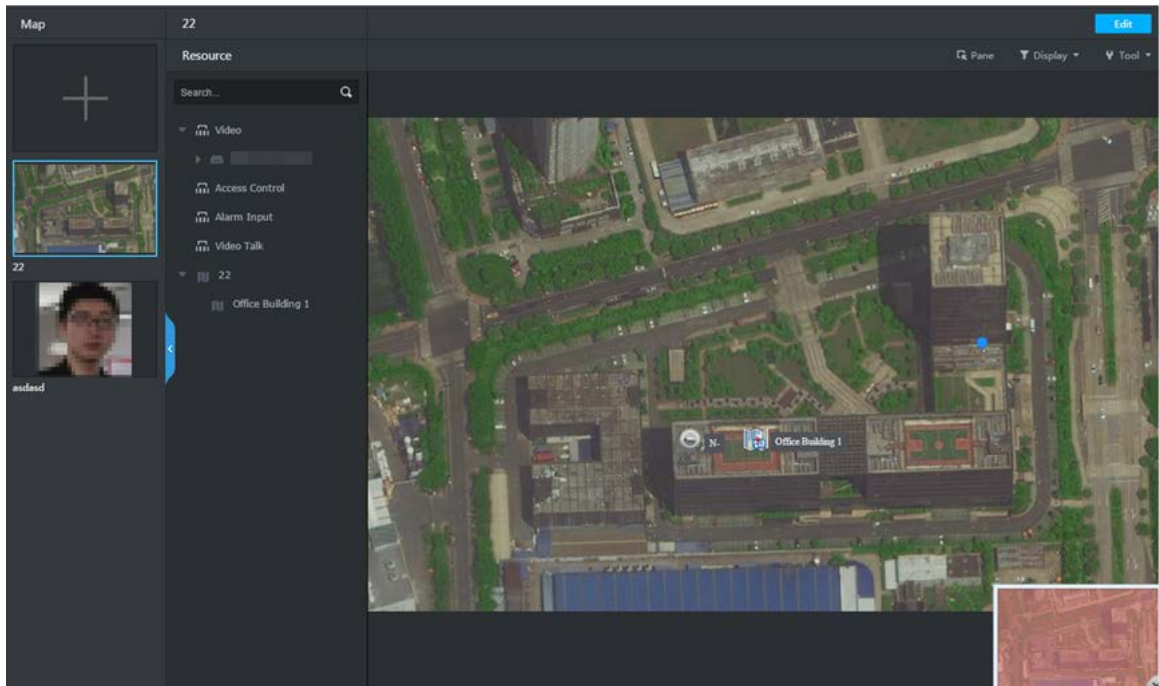 Map
22
Edit
Resource
Pane
Display
Tool
Search...
Video
Access Control
Alarm Input
Video Talk
22
Office Building 1
22
asdasd
N-
Office Building 1